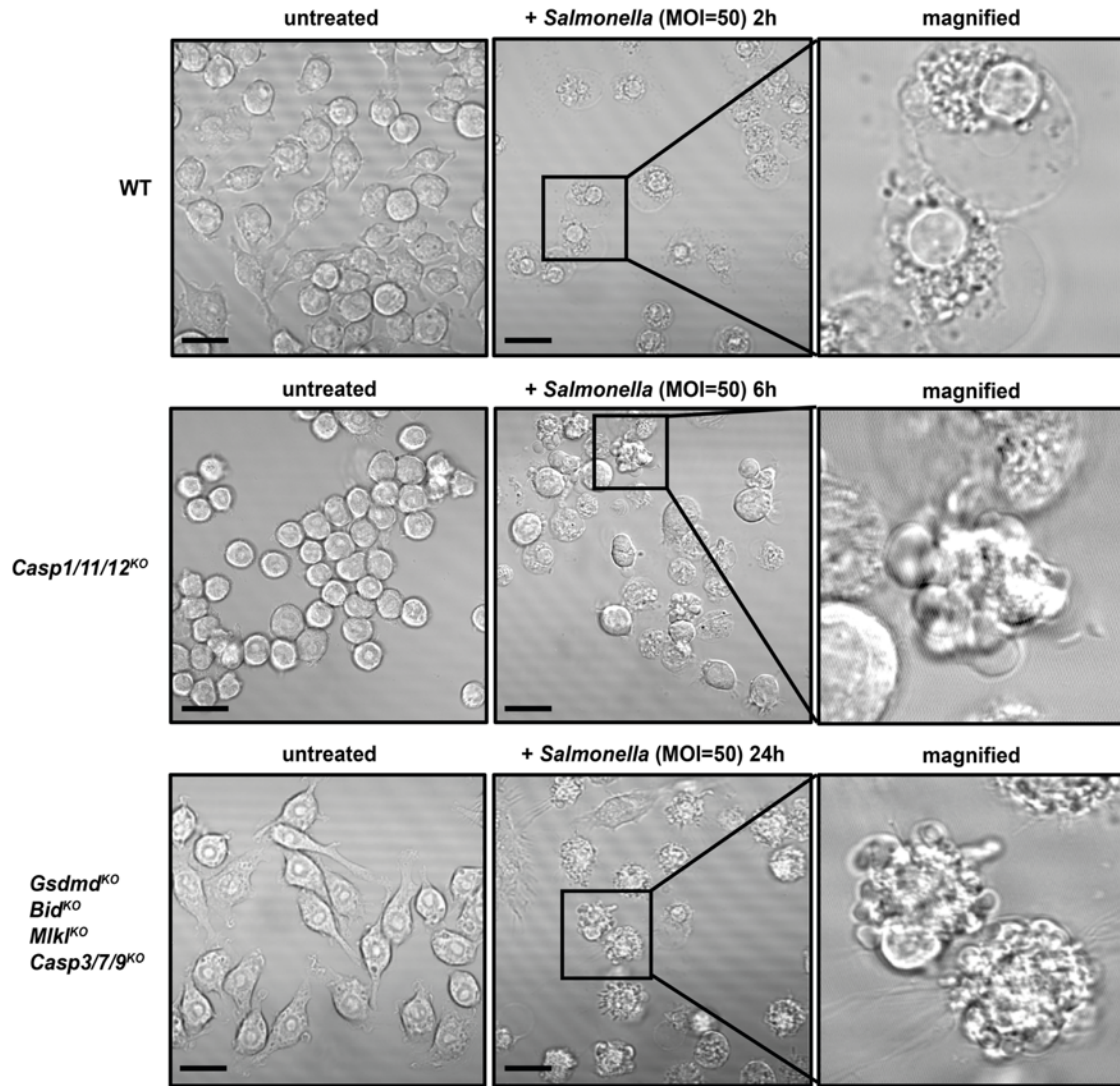 untreated
+ Salmonella (MOI=50) 2h
magnified
WT
untreated
+ Salmonella (MOI=50) 6h
magnified
Casp1/11/12ᴷᴼ
untreated
+ Salmonella (MOI=50) 24h
magnified
Gsdmdᴷᴼ
Bidᴷᴼ
Mlklᴷᴼ
Casp3/7/9ᴷᴼ